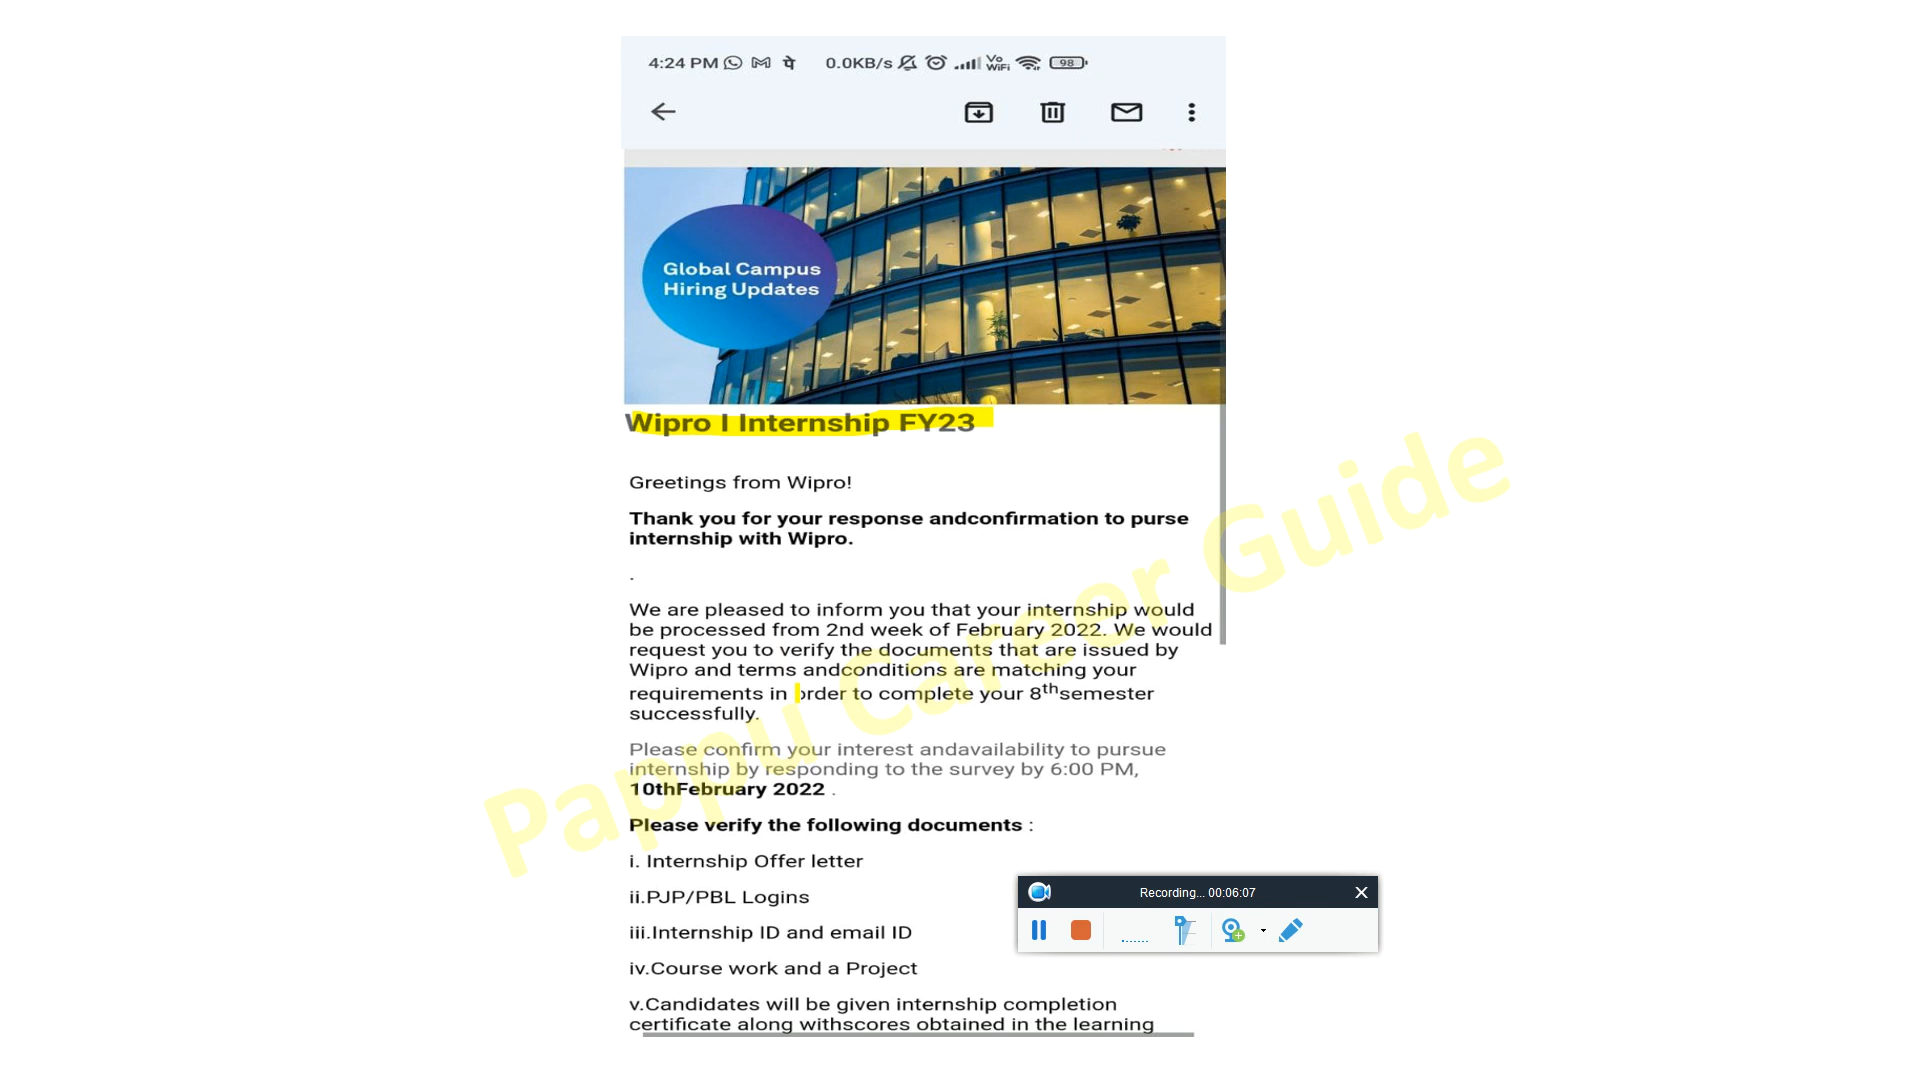 4:24 PM 0.0KB/s Vo WiFi 98
Global Campus
Hiring Updates
Wipro I Internship FY23
Greetings from Wipro!
Thank you for your response andconfirmation to purse
internship with Wipro.
.
We are pleased to inform you that your internship would
be processed from 2nd week of February 2022. We would
request you to verify the documents that are issued by
Wipro and terms andconditions are matching your
requirements in order to complete your 8thsemester
successfully.
Please confirm your interest andavailability to pursue
internship by responding to the survey by 6:00 PM,
10thFebruary 2022 .
Please verify the following documents :
i. Internship Offer letter
ii.PJP/PBL Logins
iii.Internship ID and email ID
iv.Course work and a Project
v.Candidates will be given internship completion
certificate along withscores obtained in the learning
Pappu Career Guide
Recording... 00:06:07